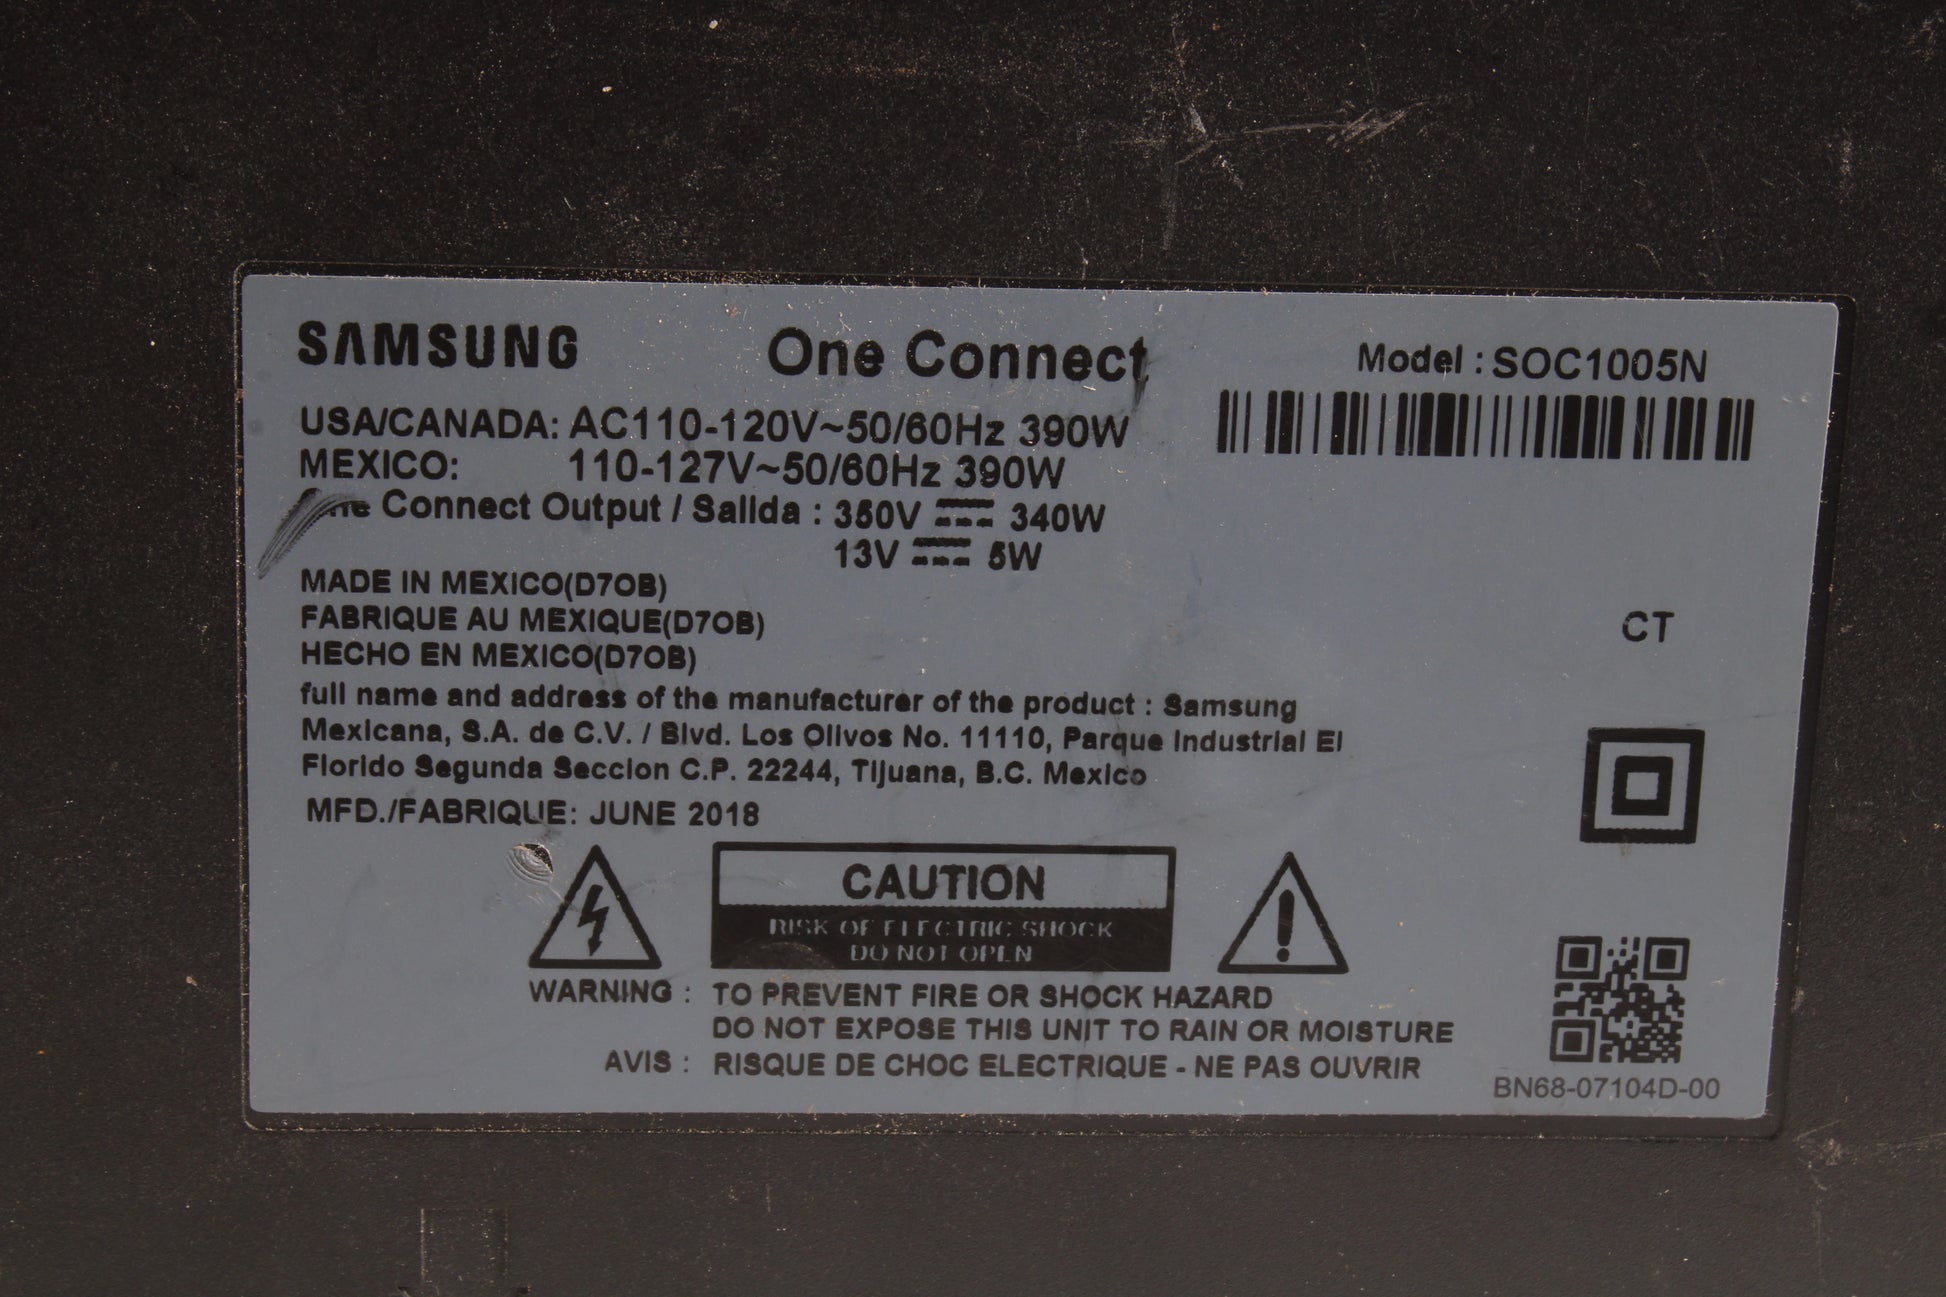 SAMSUNG One Connect Model : SOC1005N
USA/CANADA: AC110-120V~50/60Hz 390W
MEXICO: 110-127V~50/60Hz 390W
Connect Output / Salida : 350V 340W
13V 5W
MADE IN MEXICO(D7OB)
FABRIQUE AU MEXIQUE(D7OB)
HECHO EN MEXICO(D7OB)
CT
full name and address of the manufacturer of the product : Samsung
Mexicana, S.A. de C.V. / Blvd. Los Olivos No. 11110, Parque Industrial El
Florido Segunda Seccion C.P. 22244, Tijuana, B.C. Mexico
MFD./FABRIQUE: JUNE 2018
CAUTION
RISK OF ELECTRIC SHOCK
DO NOT OPEN
WARNING : TO PREVENT FIRE OR SHOCK HAZARD
DO NOT EXPOSE THIS UNIT TO RAIN OR MOISTURE
AVIS : RISQUE DE CHOC ELECTRIQUE - NE PAS OUVRIR
BN68-07104D-00